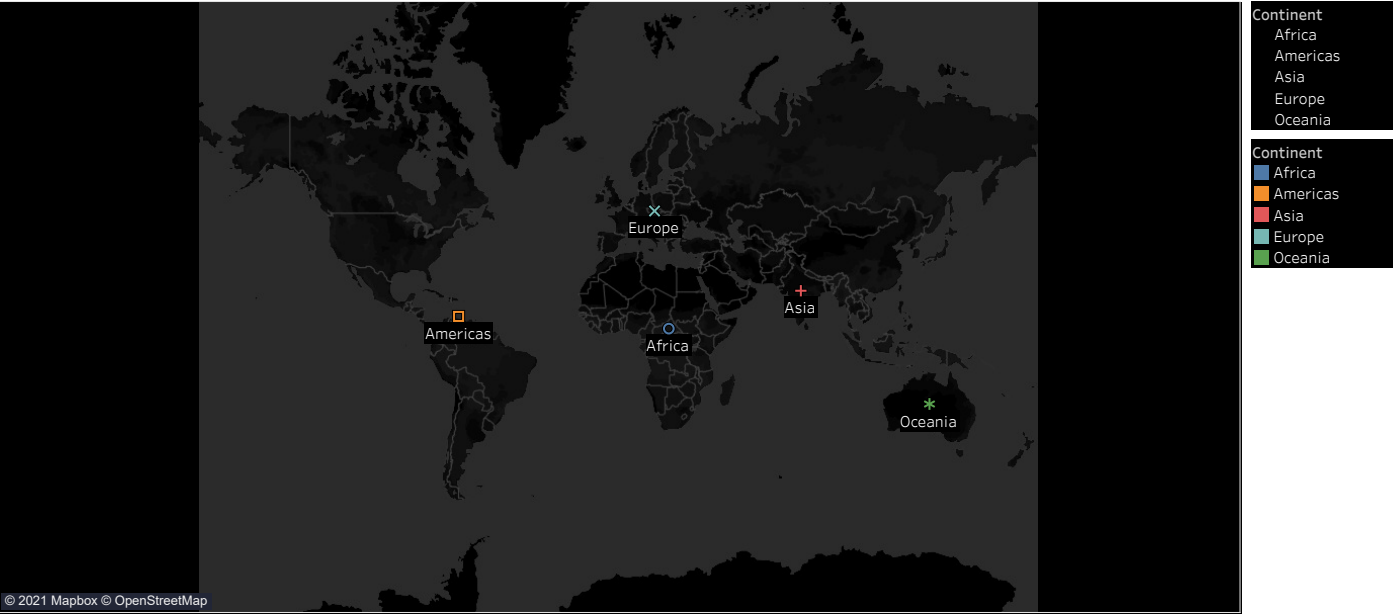 Europe
Asia
Americas
Africa
Oceania
© 2021 Mapbox © OpenStreetMap
Continent
Africa
Americas
Asia
Europe
Oceania
Continent
Africa
Americas
Asia
Europe
Oceania